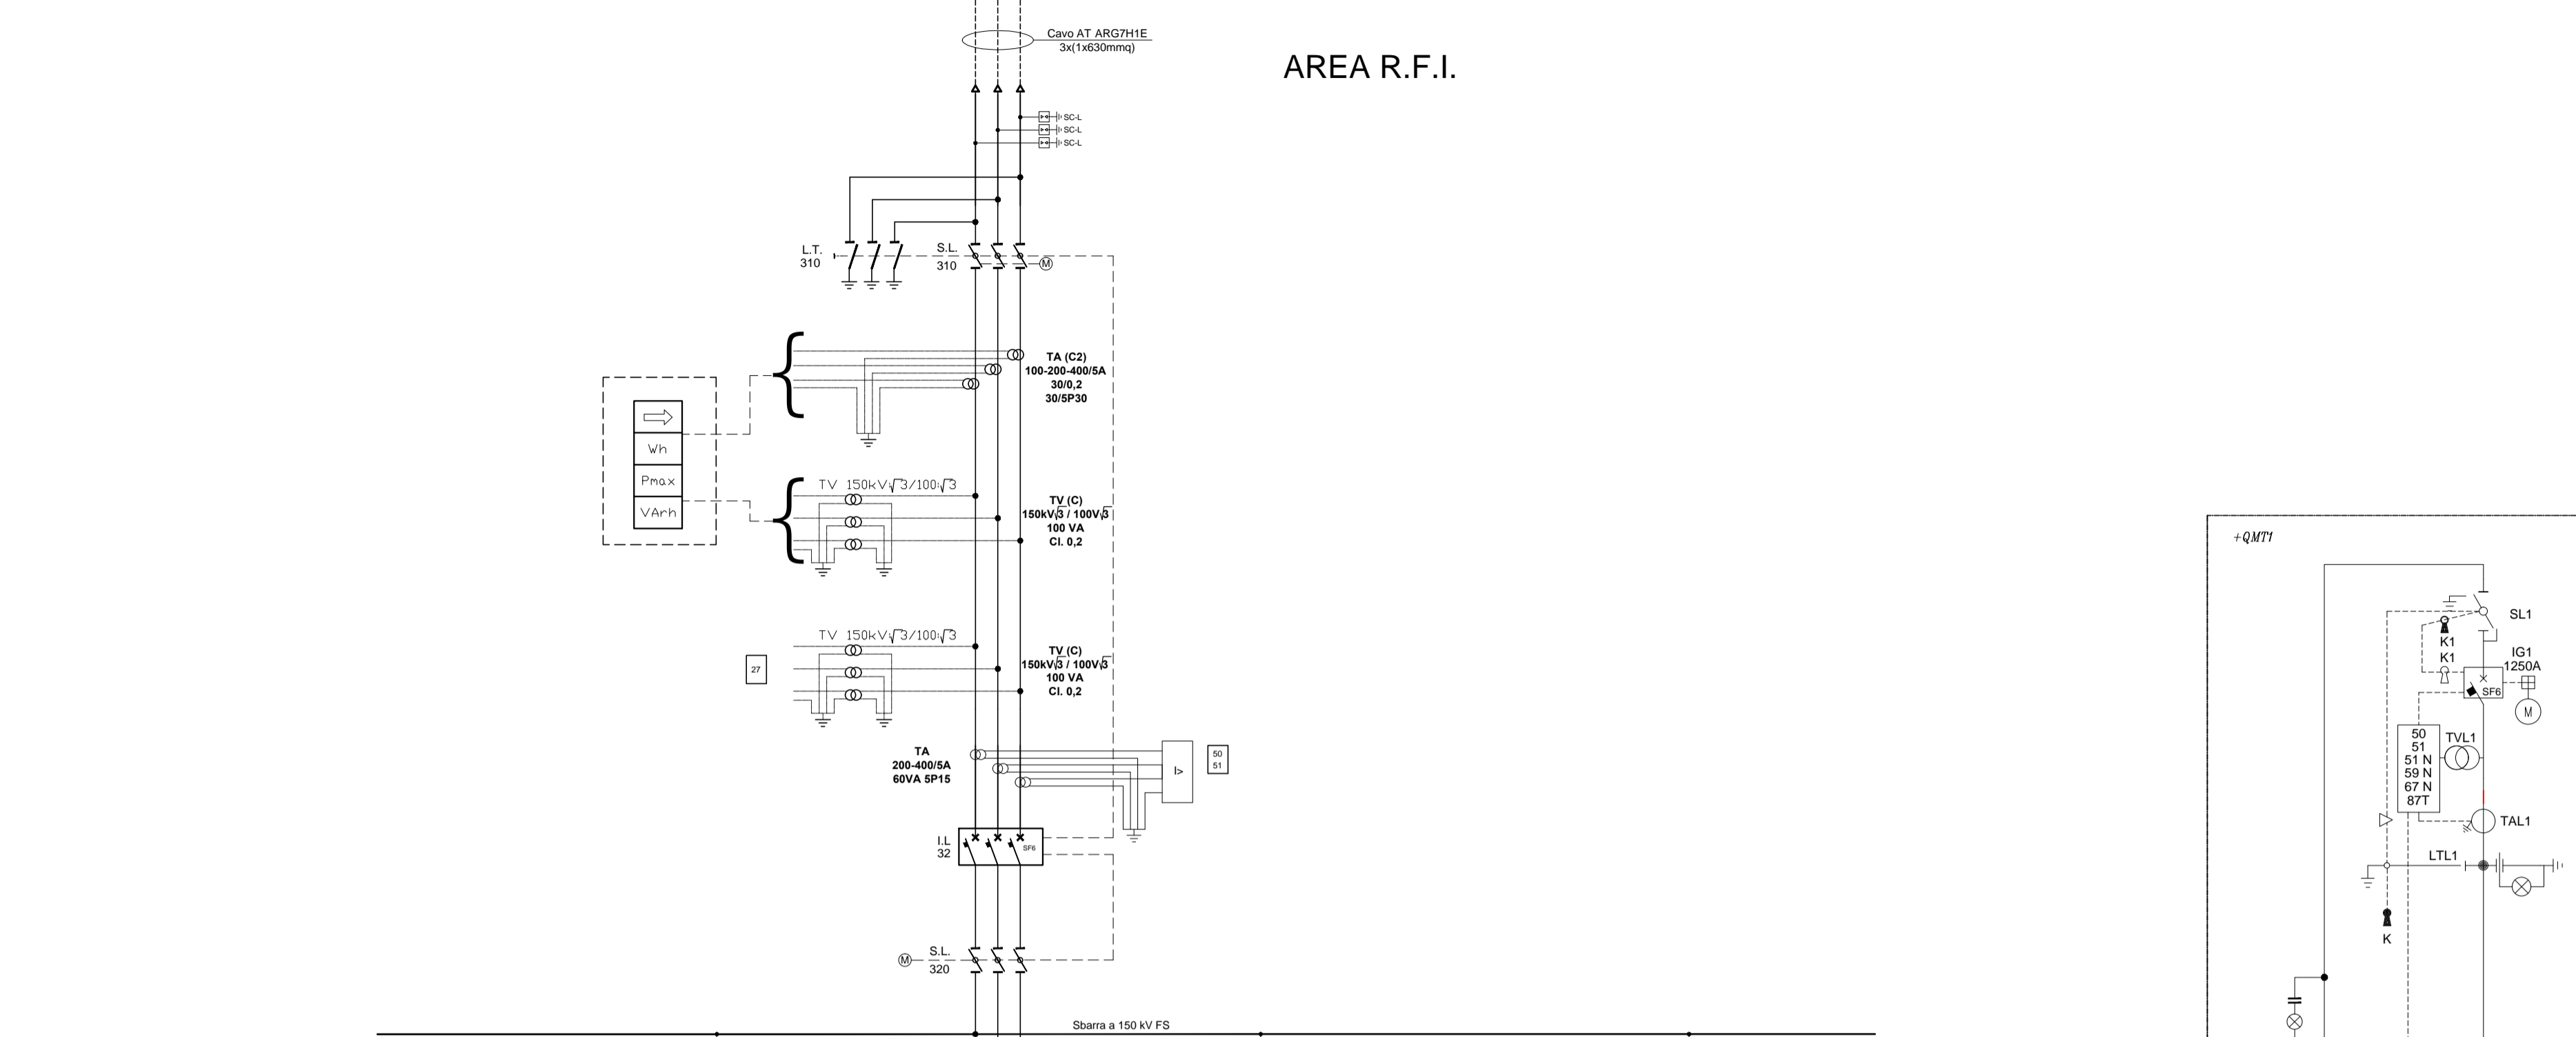 Cavo AT ARG7H1E
3x(1x630mmq)
AREA R.F.I.
SC-L
SC-L
SC-L
L.T.
310
S.L.
310
M
TA (C2)
100-200-400/5A
30/0,2
30/5P30
Wh
Pmax
VArh
TV 150kV:√3/100:√3
TV (C)
150kV√3 / 100V√3
100 VA
Cl. 0,2
TV 150kV:√3/100:√3
27
TV (C)
150kV√3 / 100V√3
100 VA
Cl. 0,2
TA
200-400/5A
60VA 5P15
I>
50
51
I.L
32
SF6
M
S.L.
320
Sbarra a 150 kV FS
+QMT1
SL1
K1
K1
IG1
1250A
SF6
M
50
51
51 N
59 N
67 N
87T
TVL1
TAL1
LTL1
K